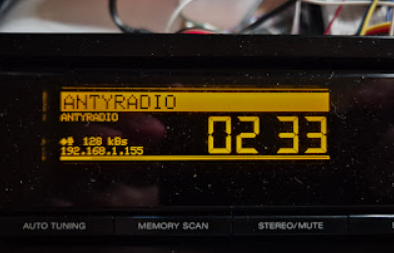 ANTYRADIO
ANTYRADIO
128 kBs
192.168.1.155
02 33
AUTO TUNING
MEMORY SCAN
STEREO/MUTE